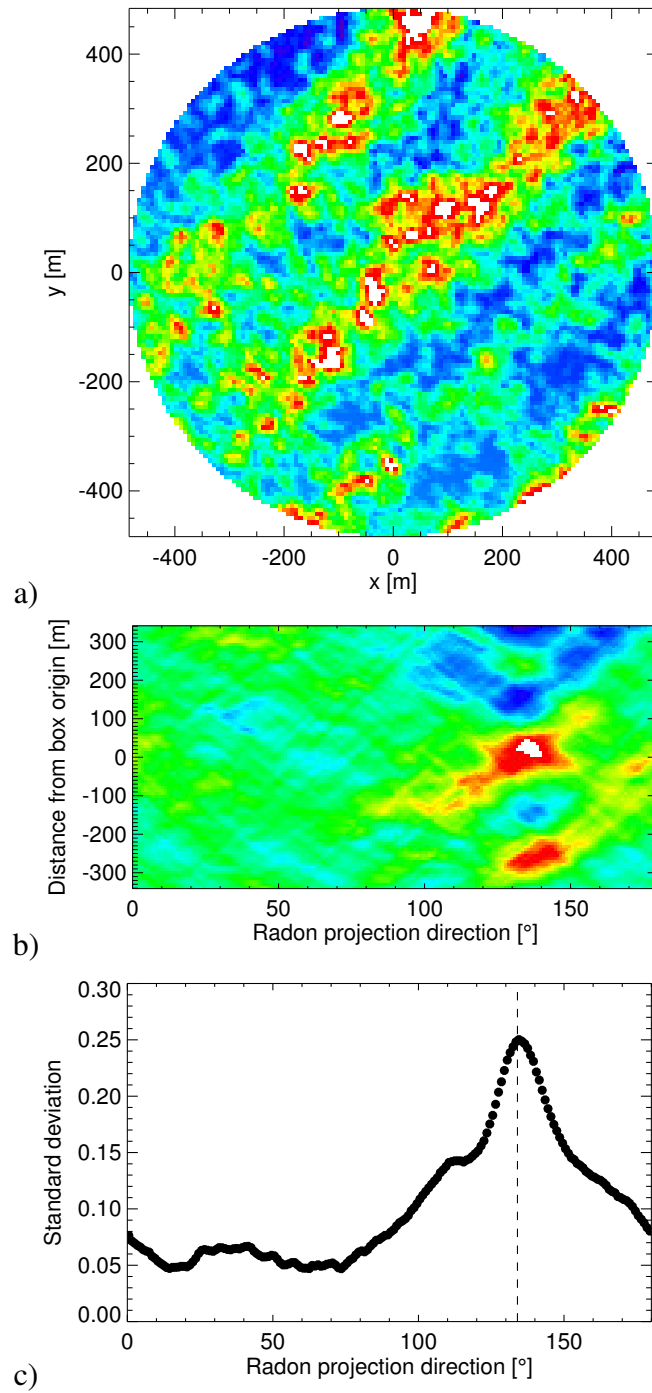 400
200
0
-200
-400
y [m]
-400 -200 0 200 400
x [m]
a)
300
200
100
0
-100
-200
-300
Distance from box origin [m]
0 50 100 150
Radon projection direction [°]
b)
0.30
0.25
0.20
0.15
0.10
0.05
0.00
Standard deviation
0 50 100 150
Radon projection direction [°]
c)